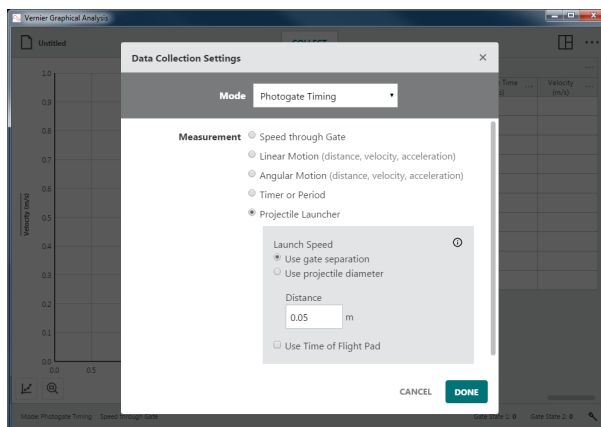 Vernier Graphical Analysis
Untitled
COLLECT
Data Collection Settings
Mode Photogate Timing
Measurement Speed through Gate
Linear Motion (distance, velocity, acceleration)
Angular Motion (distance, velocity, acceleration)
Timer or Period
Projectile Launcher
Launch Speed
Use gate separation
Use projectile diameter
Distance
0.05 m
Use Time of Flight Pad
CANCEL DONE
Velocity (m/s)
1.0
0.9
0.8
0.7
0.6
0.5
0.4
0.3
0.2
0.1
0.0
0.0 0.5
Time Velocity
(m/s)
Mode: Photogate Timing Speed through Gate
Gate State 1: 0 Gate State 2: 0